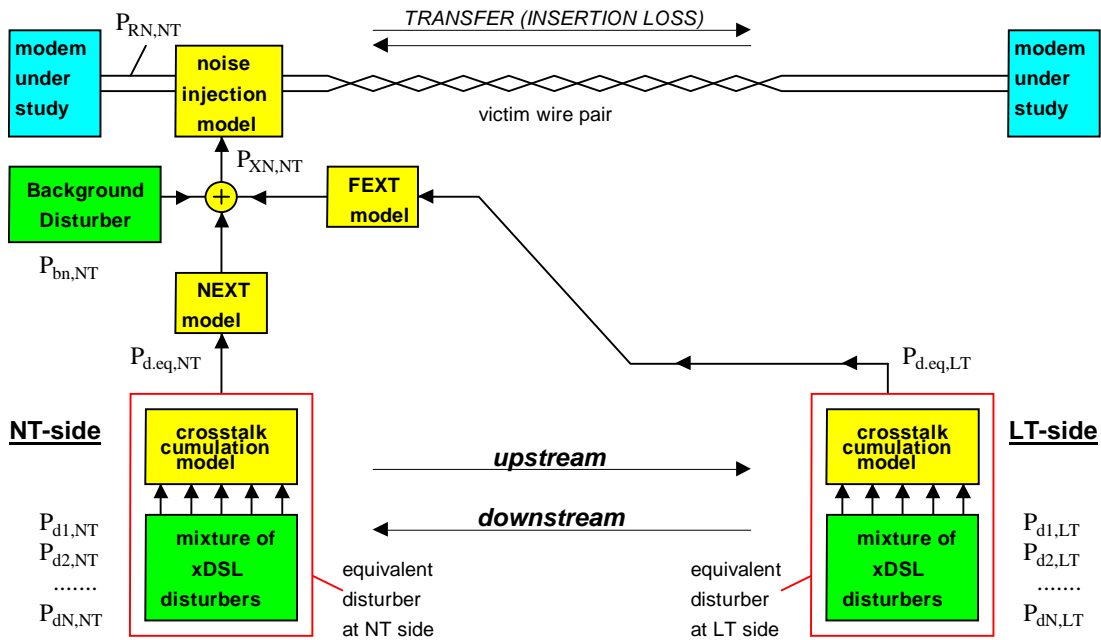 TRANSFER (INSERTION LOSS)
P_RN,NT
modem
under
study
noise
injection
model
victim wire pair
modem
under
study
P_XN,NT
Background
Disturber
+
FEXT
model
P_bn,NT
NEXT
model
P_d.eq,NT
P_d.eq,LT
NT-side
crosstalk
cumulation
model
upstream
crosstalk
cumulation
model
LT-side
downstream
P_d1,NT
P_d2,NT
.......
P_dN,NT
mixture of
xDSL
disturbers
equivalent
disturber
at NT side
equivalent
disturber
at LT side
mixture of
xDSL
disturbers
P_d1,LT
P_d2,LT
.......
P_dN,LT